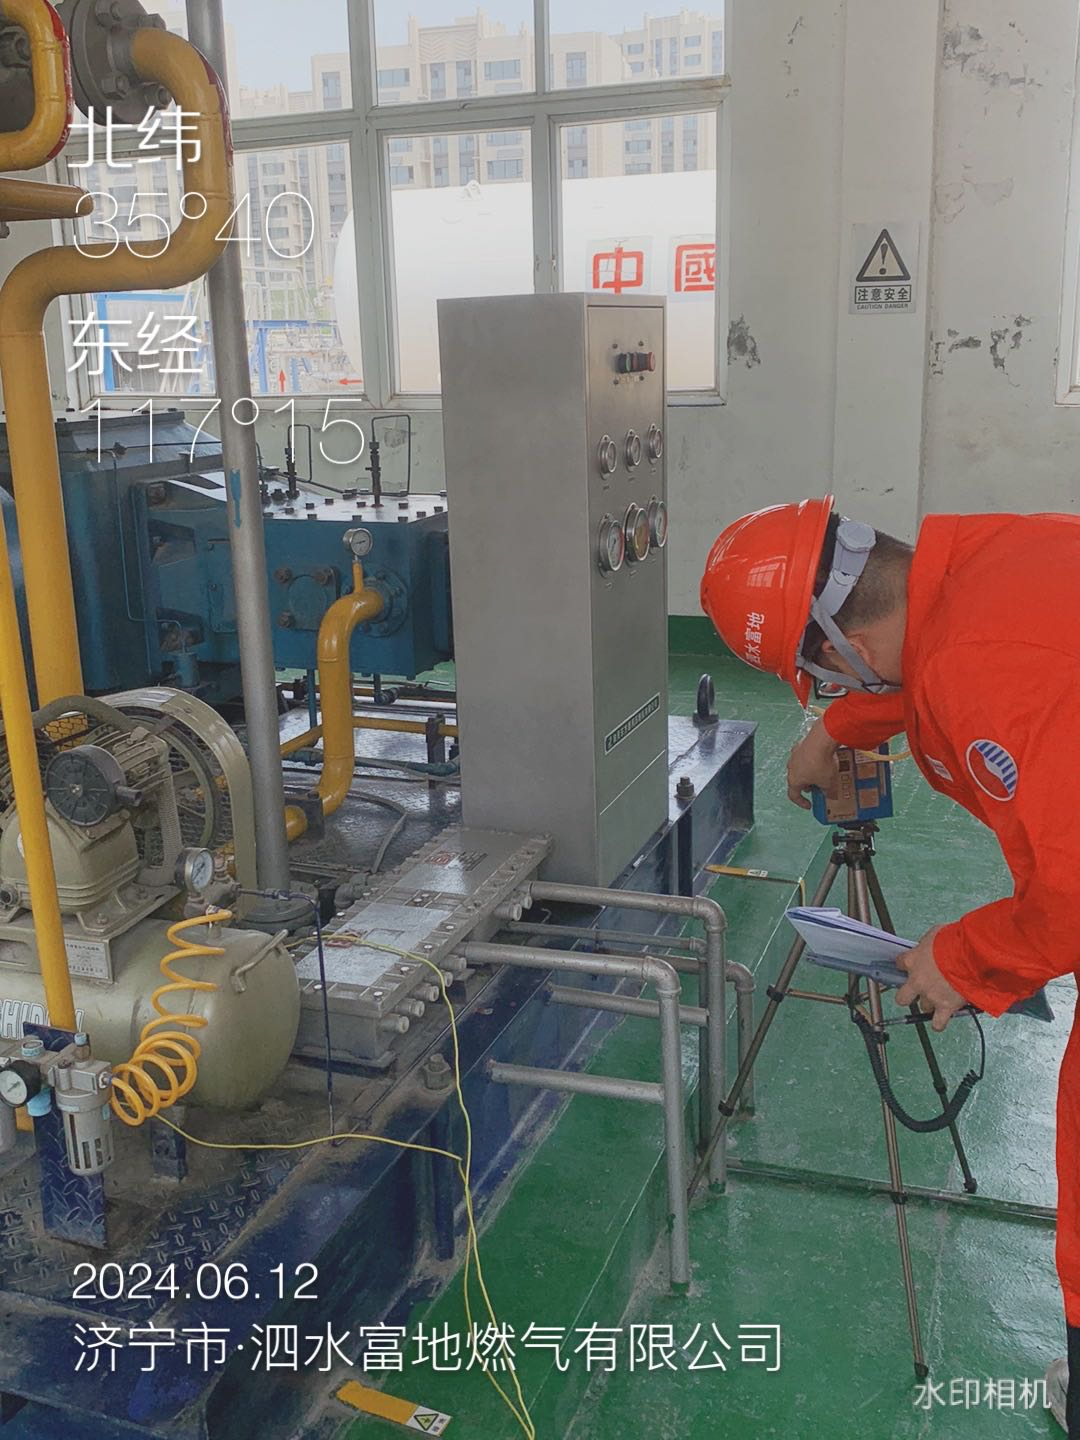 北纬
35°40
东经
117°15
中國
注意安全
CAUTION DANGER
泗水富地
2024.06.12
济宁市·泗水富地燃气有限公司
水印相机